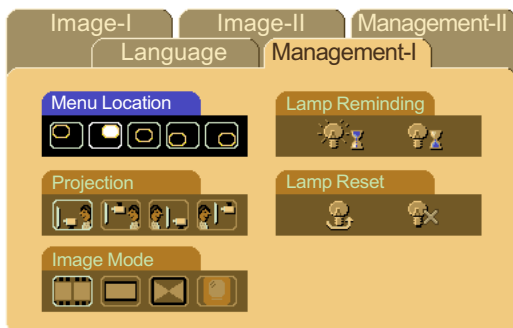 Image-I Image-II Management-II
Language Management-I
Menu Location
Lamp Reminding
Projection
Lamp Reset
Image Mode